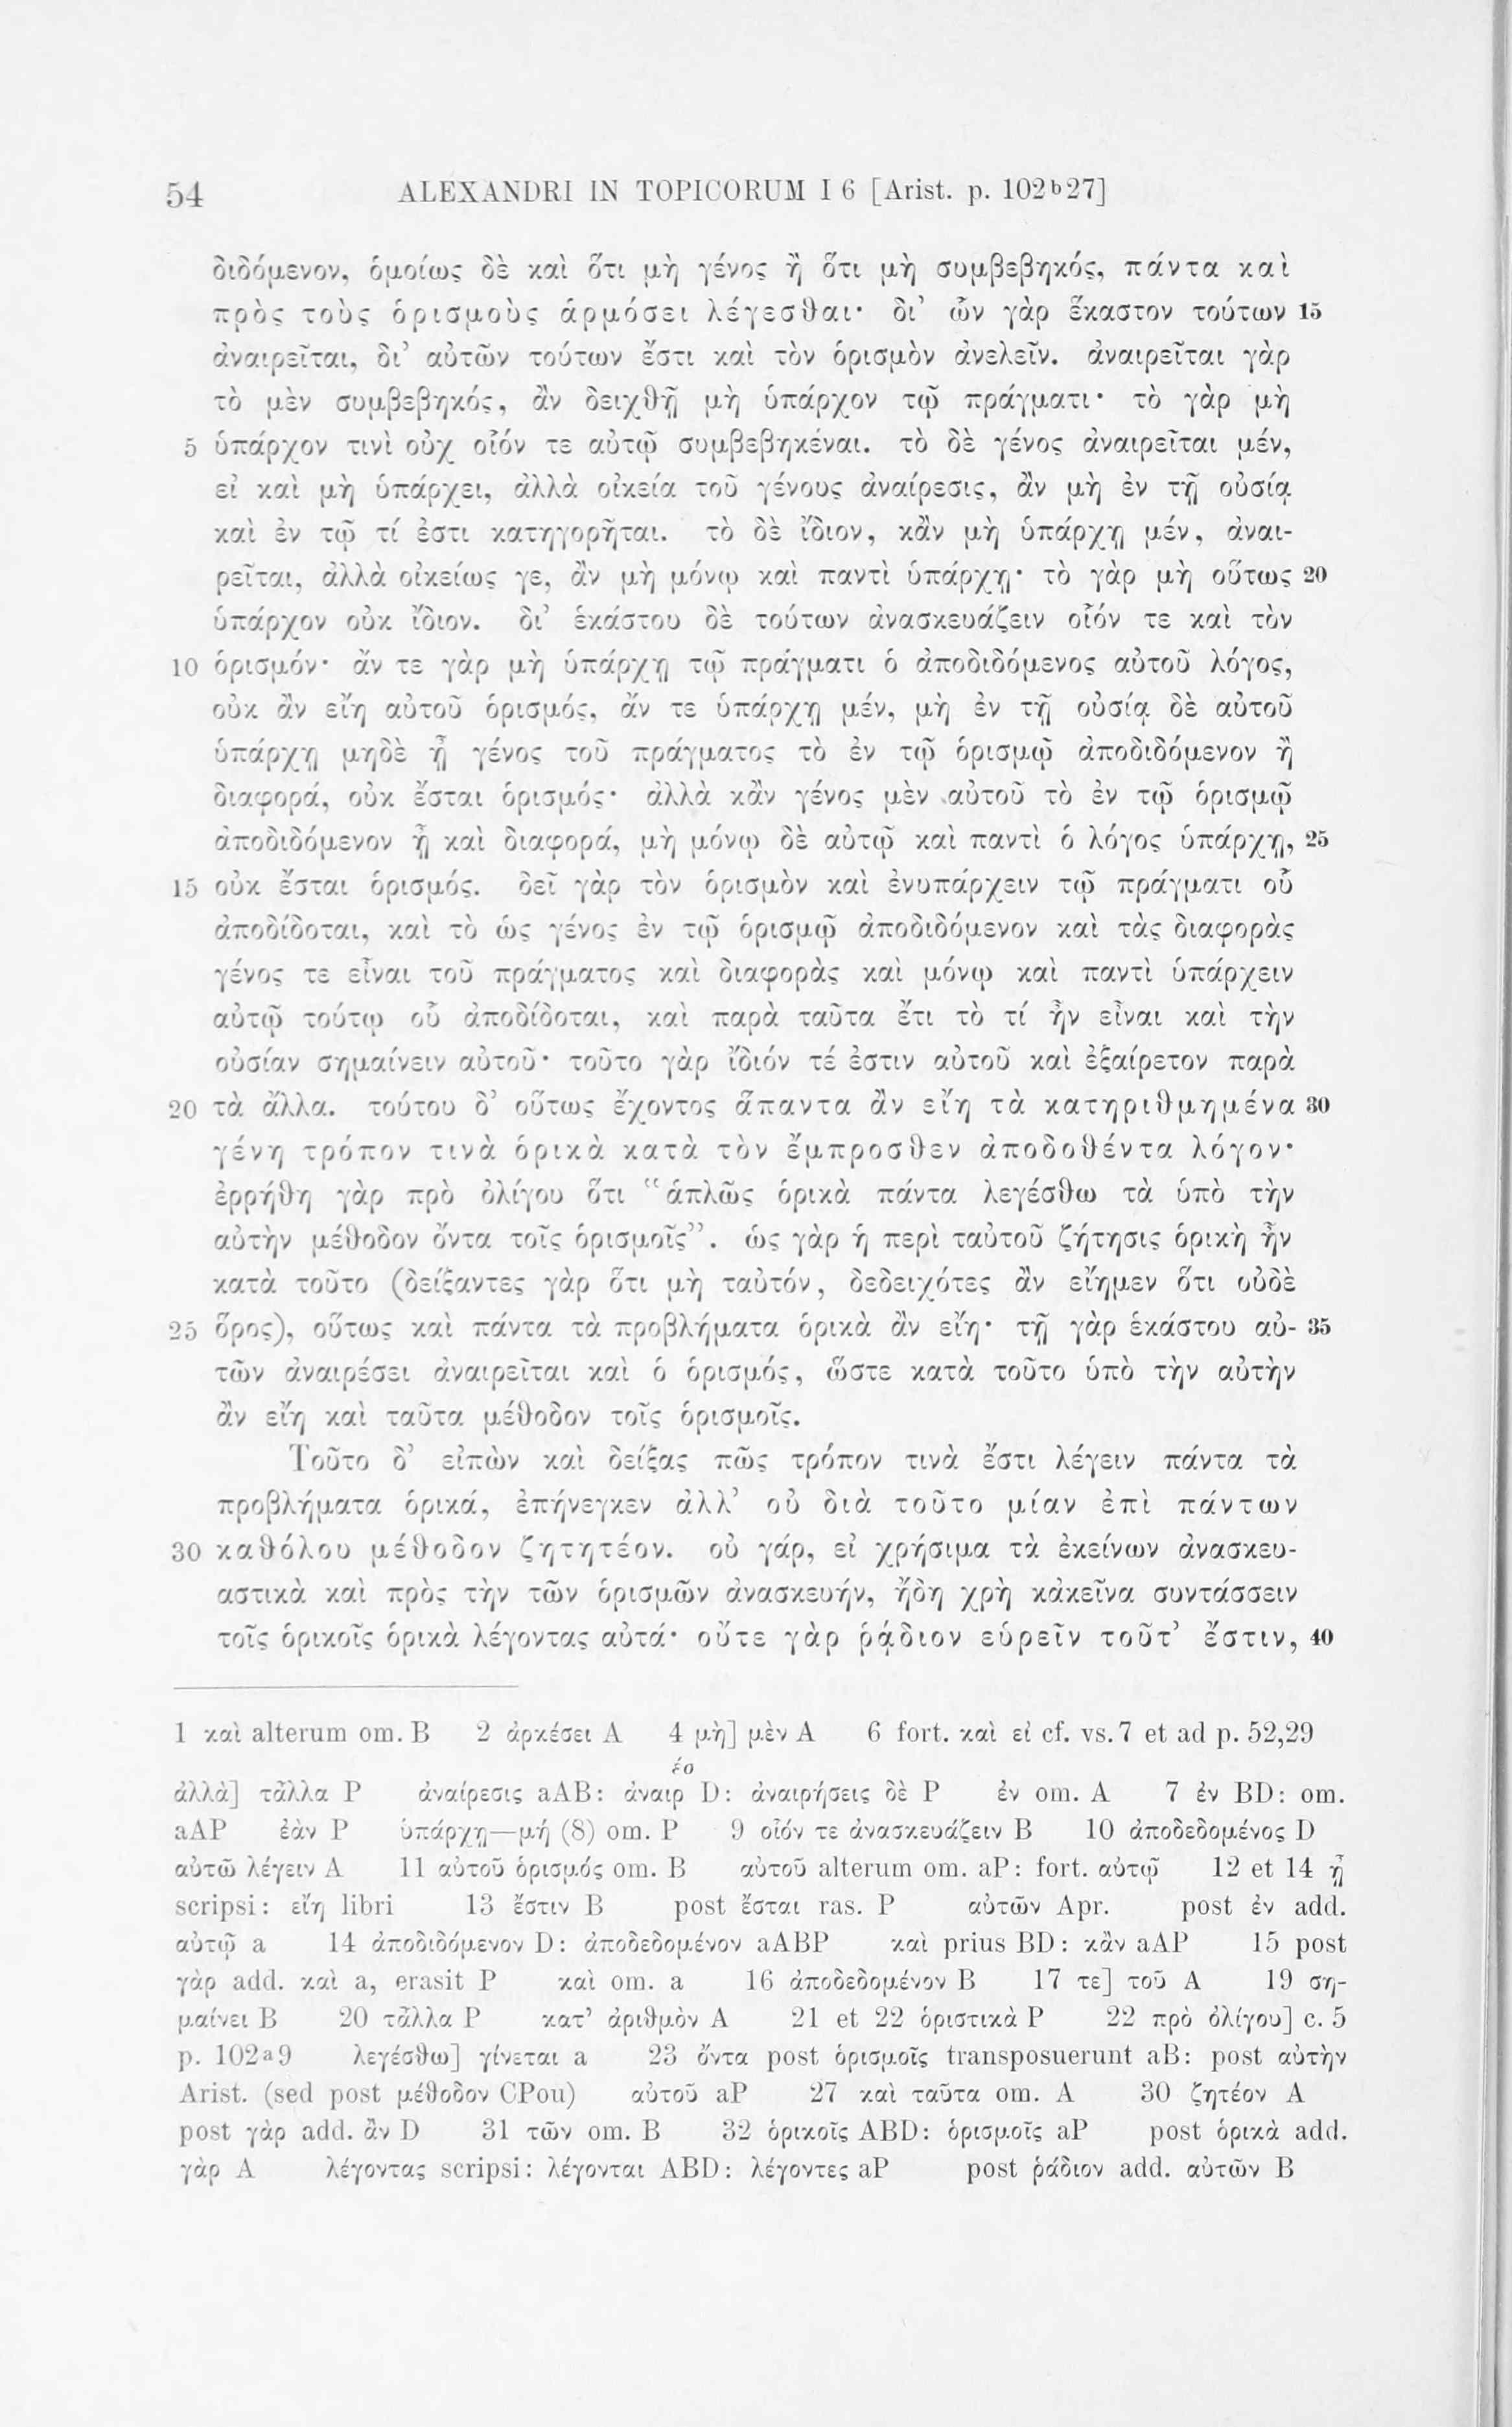 54 ALEXANDRI IN TOPICORUM I 6 [Arist. p. 102ᵇ27]
διδόμενον, ὁμοίως δὲ καὶ ὅτι μὴ γένος ἢ ὅτι μὴ συμβεβηκός, πάντα καὶ
πρὸς τοὺς ὁρισμοὺς ἁρμόσει λέγεσθαι· δι’ ὧν γὰρ ἕκαστον τούτων 15
ἀναιρεῖται, δι’ αὐτῶν τούτων ἔστι καὶ τὸν ὁρισμὸν ἀνελεῖν. ἀναιρεῖται γὰρ
τὸ μὲν συμβεβηκός, ἂν δειχθῇ μὴ ὑπάρχον τῷ πράγματι· τὸ γὰρ μὴ
5 ὑπάρχον τινὶ οὐχ οἷόν τε αὐτῷ συμβεβηκέναι. τὸ δὲ γένος ἀναιρεῖται μέν,
εἰ καὶ μὴ ὑπάρχει, ἀλλὰ οἰκεία τοῦ γένους ἀναίρεσις, ἂν μὴ ἐν τῇ οὐσίᾳ
καὶ ἐν τῷ τί ἐστι κατηγορῆται. τὸ δὲ ἴδιον, κἂν μὴ ὑπάρχῃ μέν, ἀναι-
ρεῖται, ἀλλὰ οἰκείως γε, ἂν μὴ μόνῳ καὶ παντὶ ὑπάρχῃ· τὸ γὰρ μὴ οὕτως 20
ὑπάρχον οὐκ ἴδιον. δι’ ἑκάστου δὲ τούτων ἀνασκευάζειν οἷόν τε καὶ τὸν
10 ὁρισμόν· ἄν τε γὰρ μὴ ὑπάρχῃ τῷ πράγματι ὁ ἀποδιδόμενος αὐτοῦ λόγος,
οὐκ ἂν εἴη αὐτοῦ ὁρισμός, ἄν τε ὑπάρχῃ μέν, μὴ ἐν τῇ οὐσίᾳ δὲ αὐτοῦ
ὑπάρχῃ μηδὲ ᾖ γένος τοῦ πράγματος τὸ ἐν τῷ ὁρισμῷ ἀποδιδόμενον ἢ
διαφορά, οὐκ ἔσται ὁρισμός· ἀλλὰ κἂν γένος μὲν αὐτοῦ τὸ ἐν τῷ ὁρισμῷ
ἀποδιδόμενον ᾖ καὶ διαφορά, μὴ μόνῳ δὲ αὐτῷ καὶ παντὶ ὁ λόγος ὑπάρχῃ, 25
15 οὐκ ἔσται ὁρισμός. δεῖ γὰρ τὸν ὁρισμὸν καὶ ἐνυπάρχειν τῷ πράγματι οὗ
ἀποδίδοται, καὶ τὸ ὡς γένος ἐν τῷ ὁρισμῷ ἀποδιδόμενον καὶ τὰς διαφορὰς
γένος τε εἶναι τοῦ πράγματος καὶ διαφορὰς καὶ μόνῳ καὶ παντὶ ὑπάρχειν
αὐτῷ τούτῳ οὗ ἀποδίδοται, καὶ παρὰ ταῦτα ἔτι τὸ τί ἦν εἶναι καὶ τὴν
οὐσίαν σημαίνειν αὐτοῦ· τοῦτο γὰρ ἴδιόν τέ ἐστιν αὐτοῦ καὶ ἐξαίρετον παρὰ
20 τὰ ἄλλα. τούτου δ’ οὕτως ἔχοντος ἅπαντα ἂν εἴη τὰ κατηριθμημένα 30
γένη τρόπον τινὰ ὁρικὰ κατὰ τὸν ἔμπροσθεν ἀποδοθέντα λόγον·
ἐρρήθη γὰρ πρὸ ὀλίγου ὅτι “ἁπλῶς ὁρικὰ πάντα λεγέσθω τὰ ὑπὸ τὴν
αὐτὴν μέθοδον ὄντα τοῖς ὁρισμοῖς”. ὡς γὰρ ἡ περὶ ταὐτοῦ ζήτησις ὁρικὴ ἦν
κατὰ τοῦτο (δείξαντες γὰρ ὅτι μὴ ταὐτόν, δεδειχότες ἂν εἴημεν ὅτι οὐδὲ
25 ὅρος), οὕτως καὶ πάντα τὰ προβλήματα ὁρικὰ ἂν εἴη· τῇ γὰρ ἑκάστου αὐ- 35
τῶν ἀναιρέσει ἀναιρεῖται καὶ ὁ ὁρισμός, ὥστε κατὰ τοῦτο ὑπὸ τὴν αὐτὴν
ἂν εἴη καὶ ταῦτα μέθοδον τοῖς ὁρισμοῖς.
Τοῦτο δ’ εἰπὼν καὶ δείξας πῶς τρόπον τινὰ ἔστι λέγειν πάντα τὰ
προβλήματα ὁρικά, ἐπήνεγκεν ἀλλ’ οὐ διὰ τοῦτο μίαν ἐπὶ πάντων
30 καθόλου μέθοδον ζητητέον. οὐ γάρ, εἰ χρήσιμα τὰ ἐκείνων ἀνασκευ-
αστικὰ καὶ πρὸς τὴν τῶν ὁρισμῶν ἀνασκευήν, ἤδη χρὴ κἀκεῖνα συντάσσειν
τοῖς ὁρικοῖς ὁρικὰ λέγοντας αὐτά· οὔτε γὰρ ῥᾴδιον εὑρεῖν τοῦτ’ ἔστιν, 40
1 καὶ alterum om. B 2 ἀρκέσει A 4 μὴ] μὲν A 6 fort. καὶ εἰ cf. vs. 7 et ad p. 52,29
ἀλλὰ] τἆλλα P ἀναίρεσις aAB: ἀναιρ<sup>έσ</sup> D: ἀναιρήσεις δὲ P ἐν om. A 7 ἐν BD: om.
aAP ἐὰν P ὑπάρχῃ—μή (8) om. P 9 οἷόν τε ἀνασκευάζειν B 10 ἀποδεδομένος D
αὐτῶ λέγειν A 11 αὐτοῦ ὁρισμός om. B αὐτοῦ alterum om. aP: fort. αὐτῷ 12 et 14 ᾖ
scripsi: εἴη libri 13 ἔστιν B post ἔσται ras. P αὐτῶν Apr. post ἐν add.
αὐτῷ a 14 ἀποδιδόμενον D: ἀποδεδομένον aABP καὶ prius BD: κἂν aAP 15 post
γὰρ add. καὶ a, erasit P καὶ om. a 16 ἀποδεδομένον B 17 τε] τοῦ A 19 ση-
μαίνει B 20 τἆλλα P κατ’ ἀριθμὸν A 21 et 22 ὁριστικὰ P 22 πρὸ ὀλίγου] c. 5
p. 102ᵃ9 λεγέσθω] γίνεται a 23 ὄντα post ὁρισμοῖς transposuerunt aB: post αὐτὴν
Arist. (sed post μέθοδον CPou) αὐτοῦ aP 27 καὶ ταῦτα om. A 30 ζητέον A
post γὰρ add. ἂν D 31 τῶν om. B 32 ὁρικοῖς ABD: ὁρισμοῖς aP post ὁρικὰ add.
γὰρ A λέγοντας scripsi: λέγονται ABD: λέγοντες aP post ῥάδιον add. αὐτῶν B